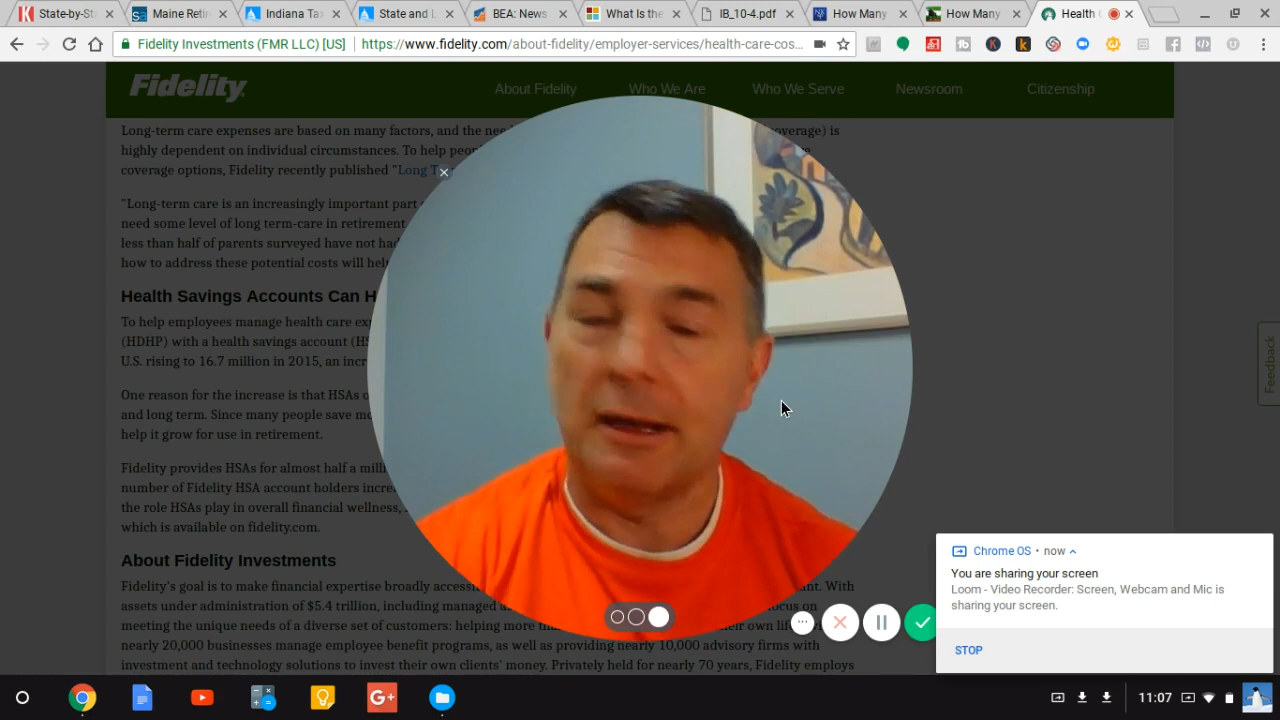 State-by-St
Maine Retir
Indiana Tax
State and L
BEA: News
What Is the
IB_10-4.pdf
How Many
How Many
Health C
Fidelity Investments (FMR LLC) [US]
https://www.fidelity.com/about-fidelity/employer-services/health-care-cos...
Fidelity
About Fidelity
Who We Are
Who We Serve
Newsroom
Citizenship
Long-term care expenses are based on many factors, and the nee overage) is
highly dependent on individual circumstances. To help peop
coverage options, Fidelity recently published "Long T
"Long-term care is an increasingly important part
need some level of long term-care in retirement
less than half of parents surveyed have not had
how to address these potential costs will help
Health Savings Accounts Can H
To help employees manage health care exp
(HDHP) with a health savings account (HS
U.S. rising to 16.7 million in 2015, an incr
One reason for the increase is that HSAs o
and long term. Since many people save mo
help it grow for use in retirement.
Fidelity provides HSAs for almost half a milli
number of Fidelity HSA account holders incre
the role HSAs play in overall financial wellness,
which is available on fidelity.com.
About Fidelity Investments
Fidelity's goal is to make financial expertise broadly access nt. With
assets under administration of $5.4 trillion, including managed a ocus on
meeting the unique needs of a diverse set of customers: helping more tha eir own life
nearly 20,000 businesses manage employee benefit programs, as well as providing nearly 10,000 advisory firms with
investment and technology solutions to invest their own clients' money. Privately held for nearly 70 years, Fidelity employs
Feedback
Chrome OS • now
You are sharing your screen
Loom - Video Recorder: Screen, Webcam and Mic is
sharing your screen.
STOP
G+
11:07